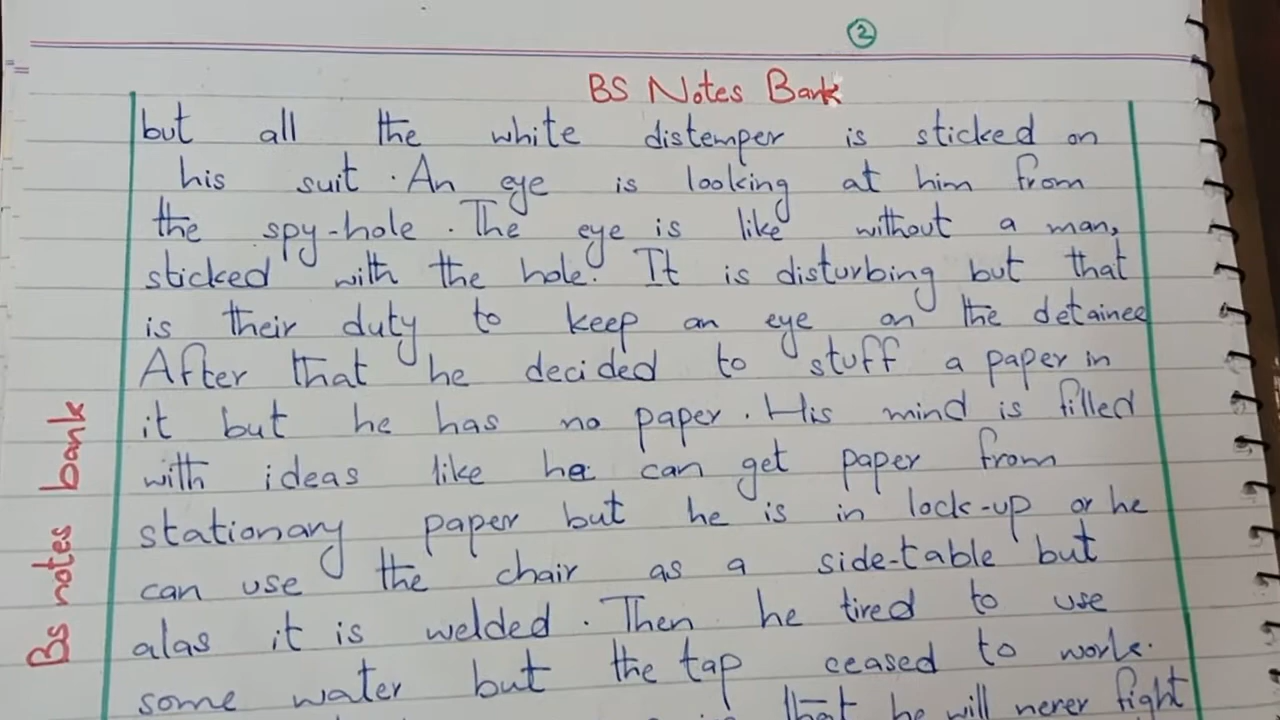 2
BS Notes Bank
but all the white distemper is sticked on
his suit. An eye is looking at him from
the spy-hole. The eye is like without a man,
sticked with the hole. It is disturbing but that
is their duty to keep an eye on the detainee
After that he decided to stuff a paper in
it but he has no paper. His mind is filled
with ideas like he can get paper from
stationary paper but he is in lock-up or he
can use the chair as a side-table but
alas it is welded. Then he tired to use
some water but the tap ceased to work.
that he will never fight
Bs notes bank